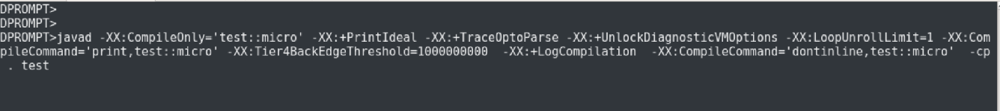 DPROMPT>
DPROMPT>
DPROMPT>javad -XX:CompileOnly='test::micro' -XX:+PrintIdeal -XX:+TraceOptoParse -XX:+UnlockDiagnosticVMOptions -XX:LoopUnrollLimit=1 -XX:Com
pileCommand='print,test::micro' -XX:Tier4BackEdgeThreshold=1000000000  -XX:+LogCompilation  -XX:CompileCommand='dontinline,test::micro'  -cp
 . test